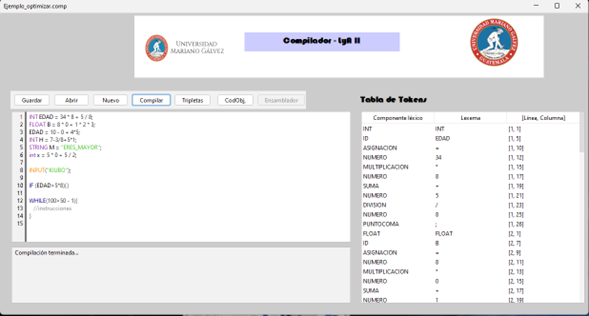 Ejemplo_optimizar.comp
UNIVERSIDAD
MARIANO GÁLVEZ
Compilador - LyA II
Guardar Abrir Nuevo Compilar Tripletas CodObj. Ensamblador
Tabla de Tokens
1 INT EDAD = 34 * 8 + 5 / 8;
2 FLOAT B = 8 * 0 + 1 * 2 * 3;
3 EDAD = 10 - 0 + 4*5;
4 INT H = 7-3/8+5*1;
5 STRING M = "ERES_MAYOR";
6 int x = 5 * 0 + 5 / 2;
7
8 INPUT("KIUBO");
9
10 IF (EDAD>5*8){}
11
12 WHILE(100>50 - 1){
13 //instrucciones
14 }
15
Compilación terminada...
Componente léxico Lexema [Línea, Columna]
INT INT [1, 1]
ID EDAD [1, 5]
ASIGNACION = [1, 10]
NUMERO 34 [1, 12]
MULTIPLICACION * [1, 15]
NUMERO 8 [1, 17]
SUMA + [1, 19]
NUMERO 5 [1, 21]
DIVISION / [1, 23]
NUMERO 8 [1, 25]
PUNTOCOMA ; [1, 26]
FLOAT FLOAT [2, 1]
ID B [2, 7]
ASIGNACION = [2, 9]
NUMERO 8 [2, 11]
MULTIPLICACION * [2, 13]
NUMERO 0 [2, 15]
SUMA + [2, 17]
NUMERO 1 [2, 19]